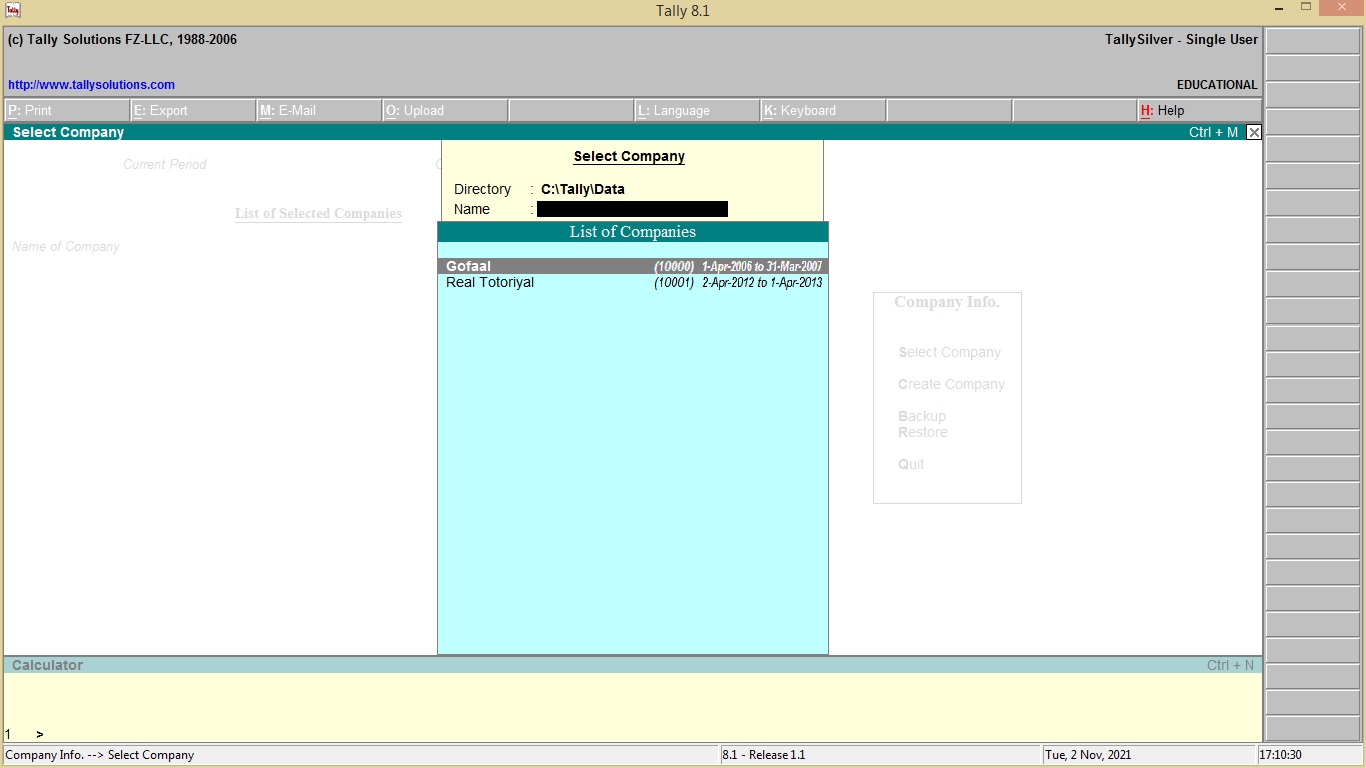 Tally 8.1
(c) Tally Solutions FZ-LLC, 1988-2006
TallySilver - Single User
http://www.tallysolutions.com
EDUCATIONAL
P: Print E: Export M: E-Mail O: Upload L: Language K: Keyboard H: Help
Select Company Ctrl + M
Current Period
List of Selected Companies
Name of Company
Select Company
Directory : C:\Tally\Data
Name :
List of Companies
Gofaal (10000) 1-Apr-2006 to 31-Mar-2007
Real Totoriyal (10001) 2-Apr-2012 to 1-Apr-2013
Company Info.
Select Company
Create Company
Backup
Restore
Quit
Calculator Ctrl + N
1 >
Company Info. --> Select Company 8.1 - Release 1.1 Tue, 2 Nov, 2021 17:10:30